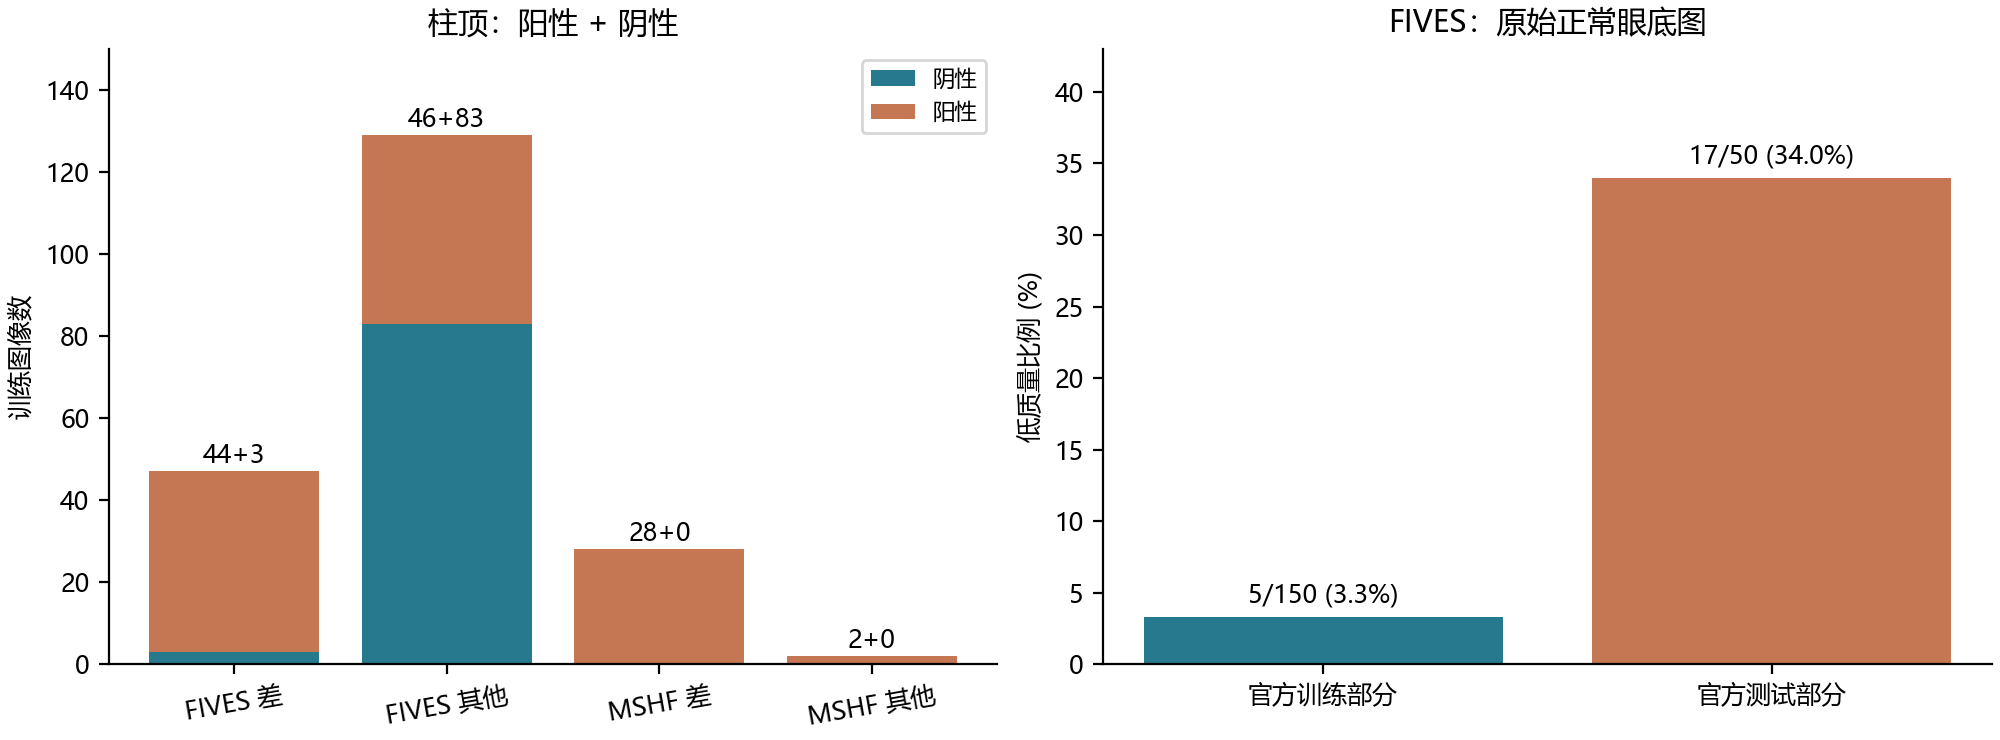 柱顶：阳性 + 阴性
训练图像数
140
120
100
80
60
40
20
0
阴性
阳性
44+3
46+83
28+0
2+0
FIVES 差
FIVES 其他
MSHF 差
MSHF 其他
FIVES：原始正常眼底图
低质量比例 (%)
40
35
30
25
20
15
10
5
0
5/150 (3.3%)
17/50 (34.0%)
官方训练部分
官方测试部分